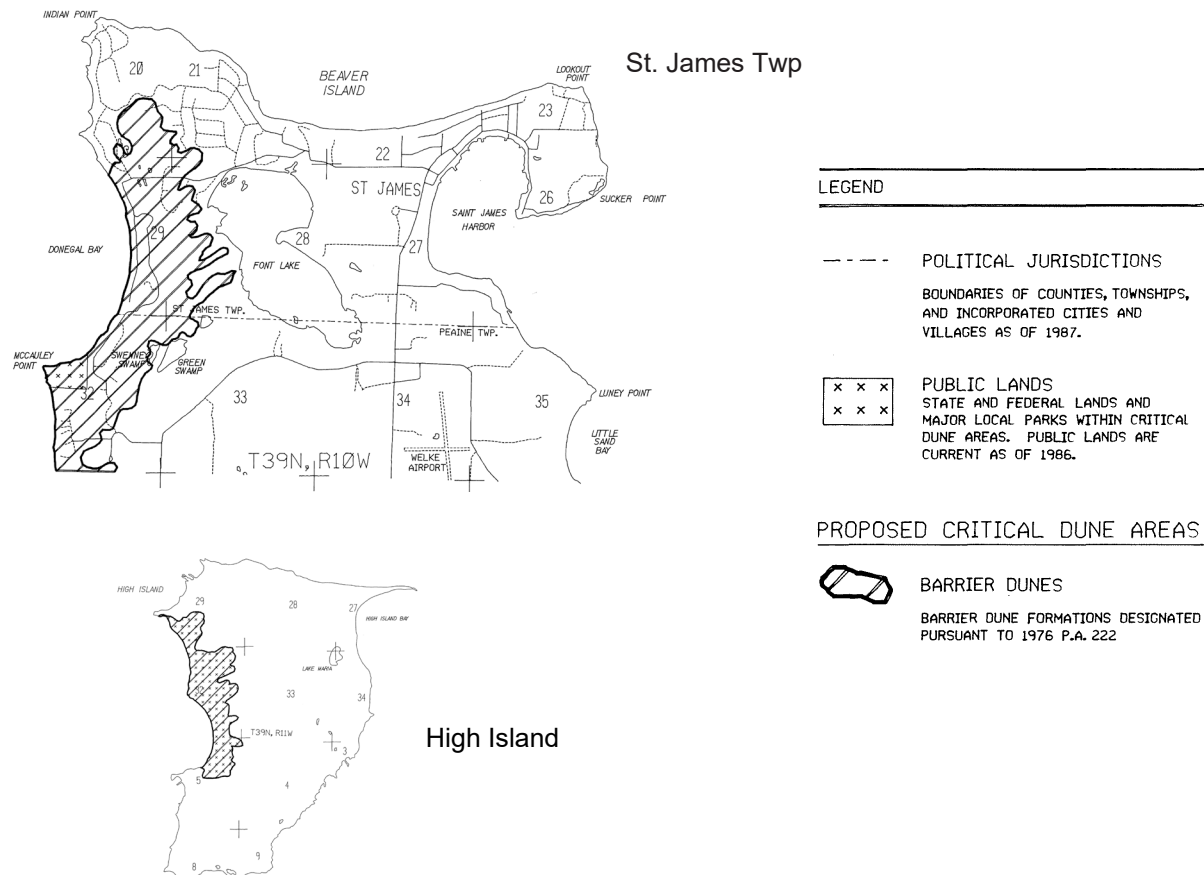 INDIAN POINT
20
21
BEAVER
ISLAND
St. James Twp
LOOKOUT
POINT
23
22
ST JAMES
26
SUCKER POINT
SAINT JAMES
HARBOR
29
28
27
DONEGAL BAY
FONT LAKE
ST JAMES TWP.
PEAINE TWP.
MCCAULEY
POINT
GREEN
SWAMP
32
33
34
35
LUNEY POINT
LITTLE
SAND
BAY
WELKE
AIRPORT
T39N, R10W
LEGEND
POLITICAL JURISDICTIONS
BOUNDARIES OF COUNTIES, TOWNSHIPS,
AND INCORPORATED CITIES AND
VILLAGES AS OF 1987.
PUBLIC LANDS
STATE AND FEDERAL LANDS AND
MAJOR LOCAL PARKS WITHIN CRITICAL
DUNE AREAS. PUBLIC LANDS ARE
CURRENT AS OF 1986.
PROPOSED CRITICAL DUNE AREAS
BARRIER DUNES
BARRIER DUNE FORMATIONS DESIGNATED
PURSUANT TO 1976 P.A. 222
HIGH ISLAND
29
28
27
HIGH ISLAND BAY
LAKE MARIA
32
33
34
T39N, R11W
3
High Island
5
4
9
8